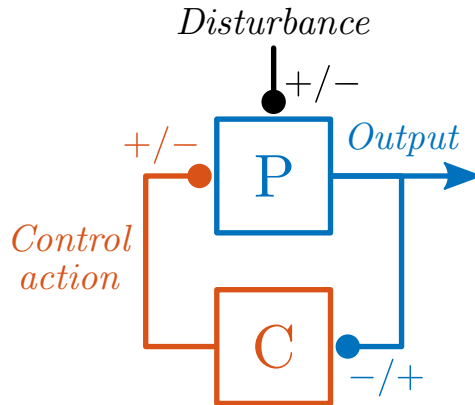 Disturbance
+/−
+/−
Output
P
Control
action
C
−/+